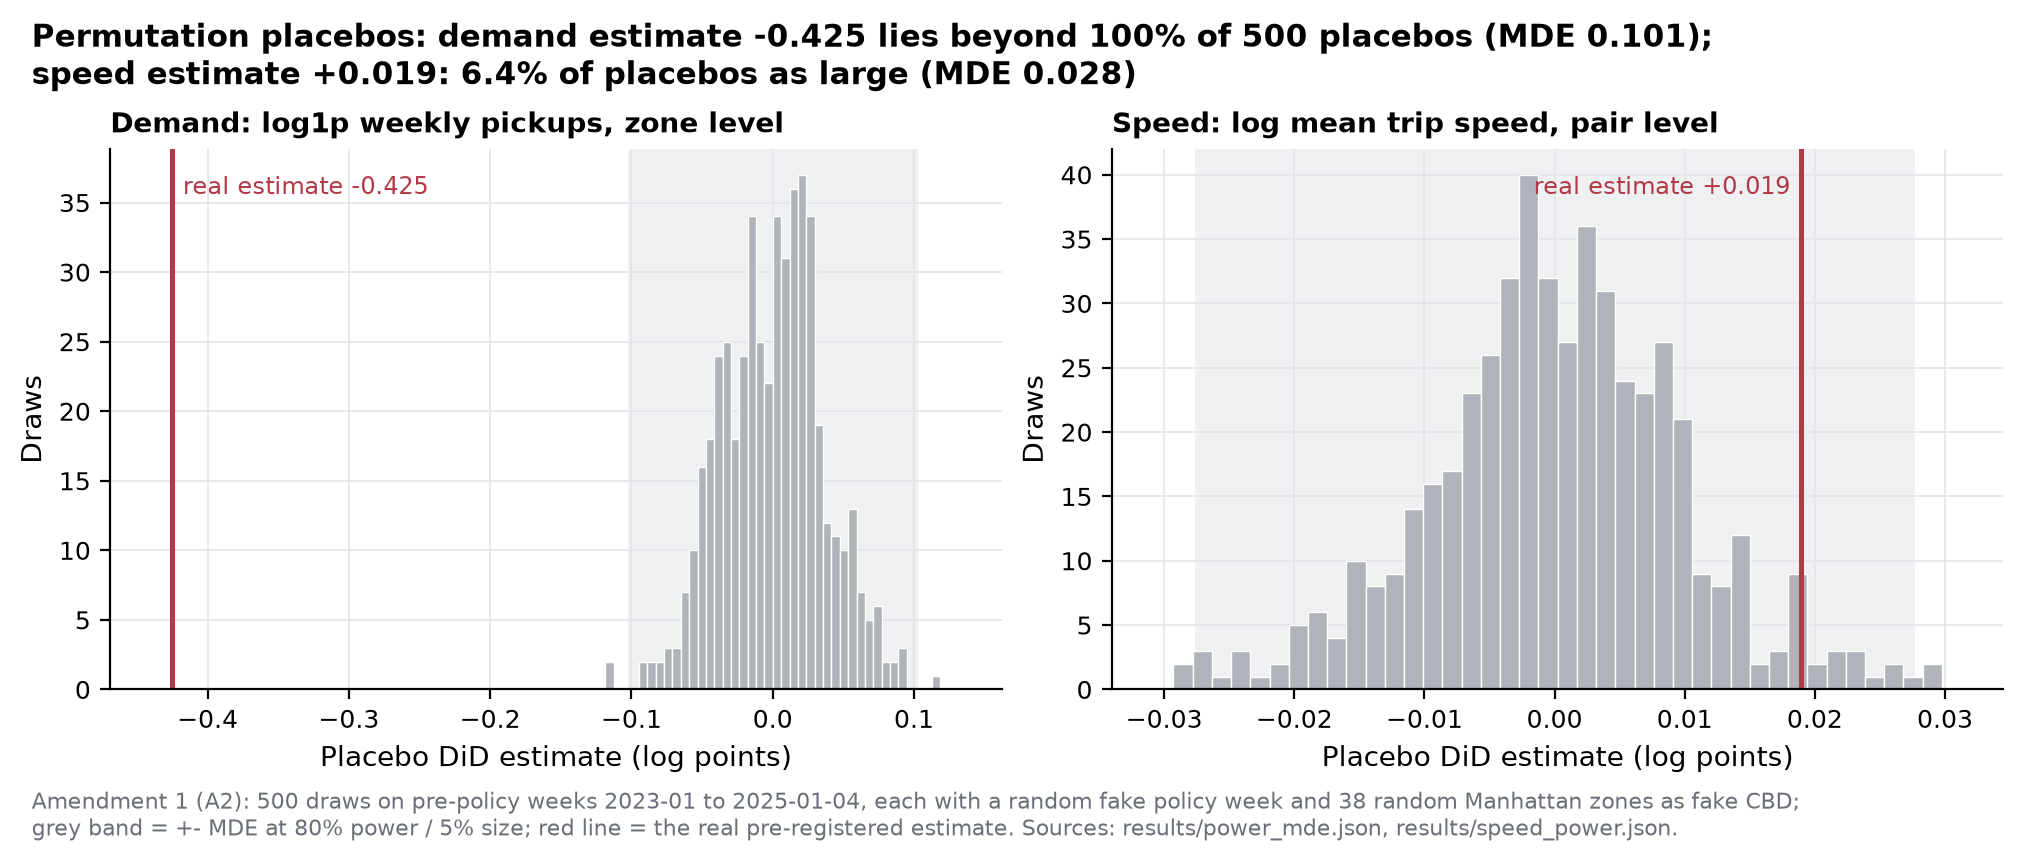 Permutation placebos: demand estimate -0.425 lies beyond 100% of 500 placebos (MDE 0.101);
speed estimate +0.019: 6.4% of placebos as large (MDE 0.028)
Demand: log1p weekly pickups, zone level
real estimate -0.425
Draws
35
30
25
20
15
10
5
0
−0.4
−0.3
−0.2
−0.1
0.0
0.1
Placebo DiD estimate (log points)
Speed: log mean trip speed, pair level
real estimate +0.019
Draws
40
35
30
25
20
15
10
5
0
−0.03
−0.02
−0.01
0.00
0.01
0.02
0.03
Placebo DiD estimate (log points)
Amendment 1 (A2): 500 draws on pre-policy weeks 2023-01 to 2025-01-04, each with a random fake policy week and 38 random Manhattan zones as fake CBD;
grey band = +- MDE at 80% power / 5% size; red line = the real pre-registered estimate. Sources: results/power_mde.json, results/speed_power.json.